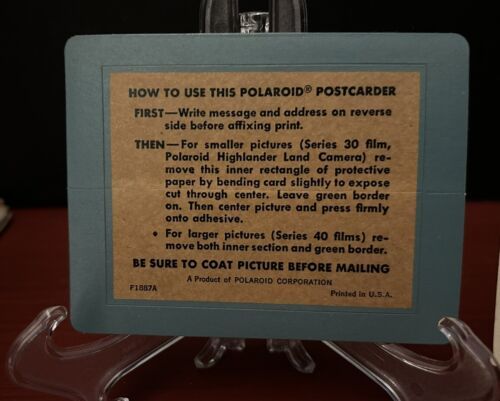 HOW TO USE THIS POLAROID® POSTCARDER
FIRST—Write message and address on reverse
side before affixing print.
THEN—For smaller pictures (Series 30 film,
Polaroid Highlander Land Camera) re-
move this inner rectangle of protective
paper by bending card slightly to expose
cut through center. Leave green border
on. Then center picture and press firmly
onto adhesive.
• For larger pictures (Series 40 films) re-
move both inner section and green border.
BE SURE TO COAT PICTURE BEFORE MAILING
A Product of POLAROID CORPORATION
F1887A Printed in U.S.A.